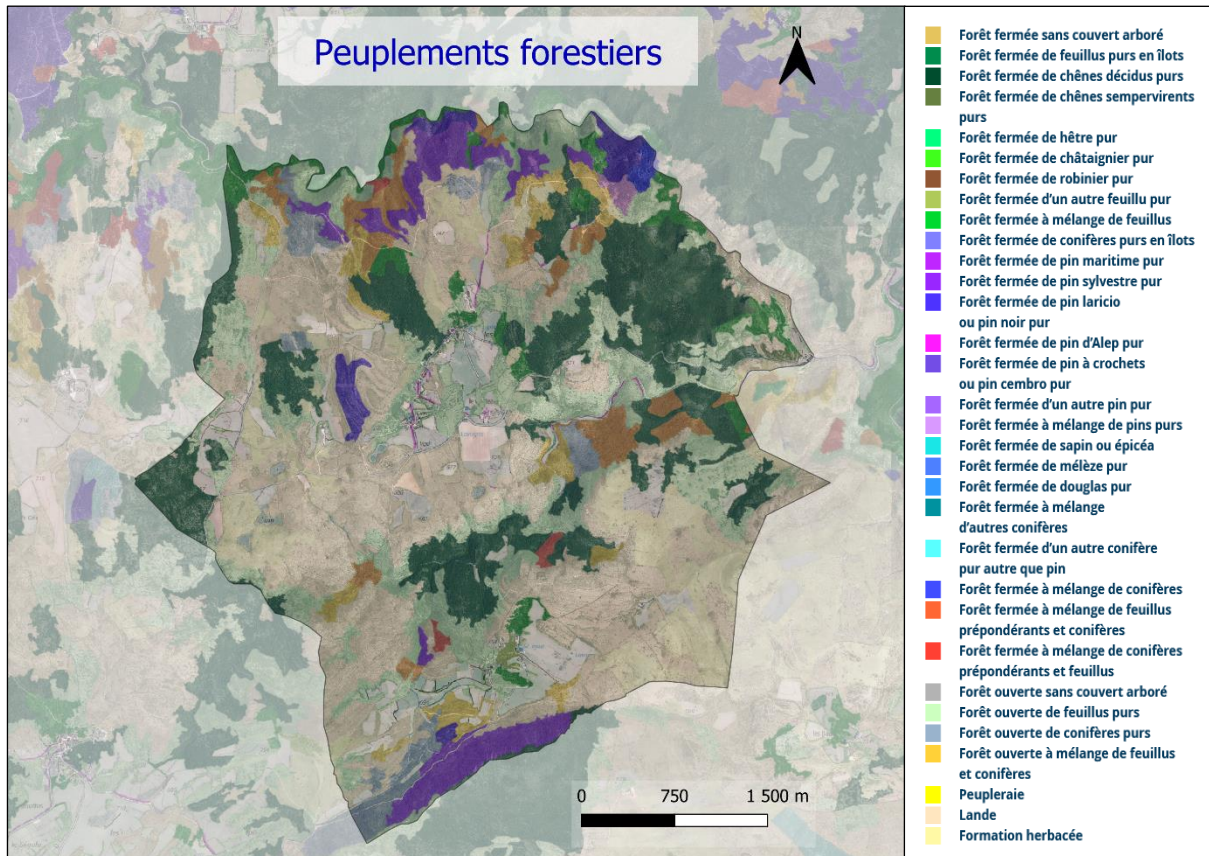 Peuplements forestiers
N
0 750 1 500 m
Forêt fermée sans couvert arboré
Forêt fermée de feuillus purs en îlots
Forêt fermée de chênes décidus purs
Forêt fermée de chênes sempervirents
purs
Forêt fermée de hêtre pur
Forêt fermée de châtaignier pur
Forêt fermée de robinier pur
Forêt fermée d'un autre feuillu pur
Forêt fermée à mélange de feuillus
Forêt fermée de conifères purs en îlots
Forêt fermée de pin maritime pur
Forêt fermée de pin sylvestre pur
Forêt fermée de pin laricio
ou pin noir pur
Forêt fermée de pin d'Alep pur
Forêt fermée de pin à crochets
ou pin cembro pur
Forêt fermée d'un autre pin pur
Forêt fermée à mélange de pins purs
Forêt fermée de sapin ou épicéa
Forêt fermée de mélèze pur
Forêt fermée de douglas pur
Forêt fermée à mélange
d'autres conifères
Forêt fermée d'un autre conifère
pur autre que pin
Forêt fermée à mélange de conifères
Forêt fermée à mélange de feuillus
prépondérants et conifères
Forêt fermée à mélange de conifères
prépondérants et feuillus
Forêt ouverte sans couvert arboré
Forêt ouverte de feuillus purs
Forêt ouverte de conifères purs
Forêt ouverte à mélange de feuillus
et conifères
Peupleraie
Lande
Formation herbacée